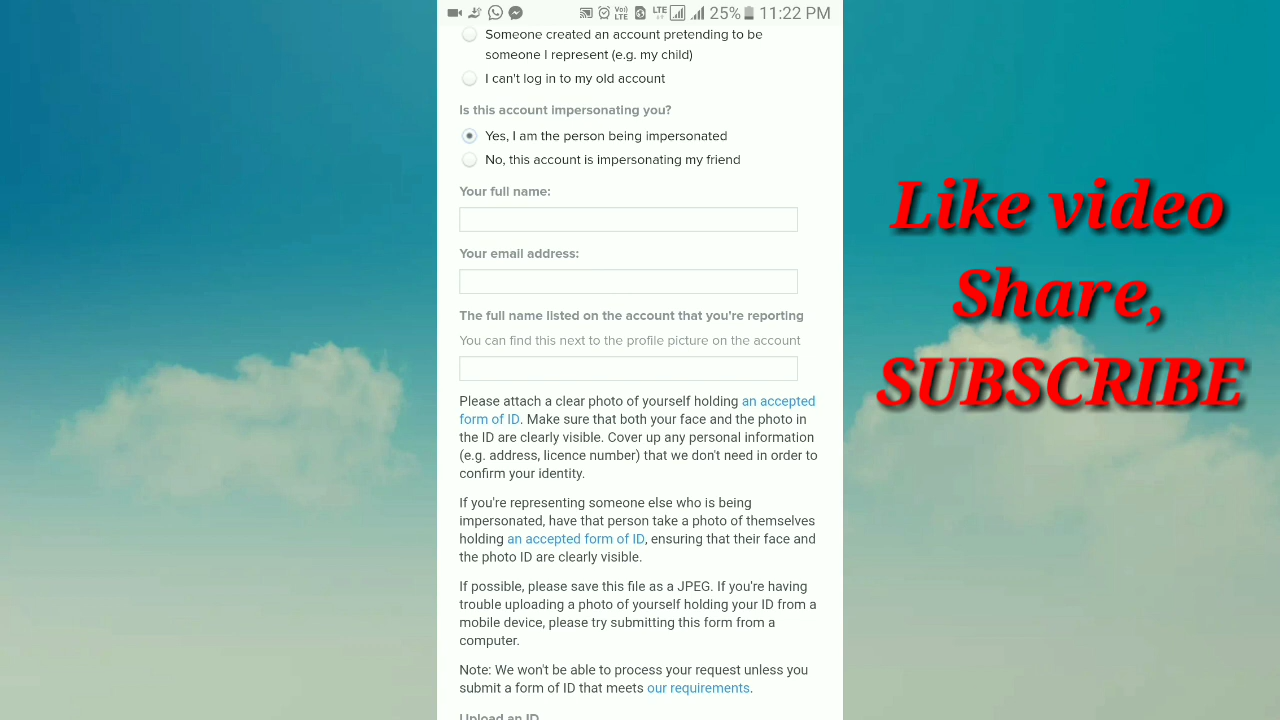 Voll LTE LTE 25% 11:22 PM
Someone created an account pretending to be
someone I represent (e.g. my child)
I can't log in to my old account
Is this account impersonating you?
Yes, I am the person being impersonated
No, this account is impersonating my friend
Your full name:
Your email address:
The full name listed on the account that you're reporting
You can find this next to the profile picture on the account
Please attach a clear photo of yourself holding an accepted
form of ID. Make sure that both your face and the photo in
the ID are clearly visible. Cover up any personal information
(e.g. address, licence number) that we don't need in order to
confirm your identity.
If you're representing someone else who is being
impersonated, have that person take a photo of themselves
holding an accepted form of ID, ensuring that their face and
the photo ID are clearly visible.
If possible, please save this file as a JPEG. If you're having
trouble uploading a photo of yourself holding your ID from a
mobile device, please try submitting this form from a
computer.
Note: We won't be able to process your request unless you
submit a form of ID that meets our requirements.
Upload an ID
Like video
Share,
SUBSCRIBE